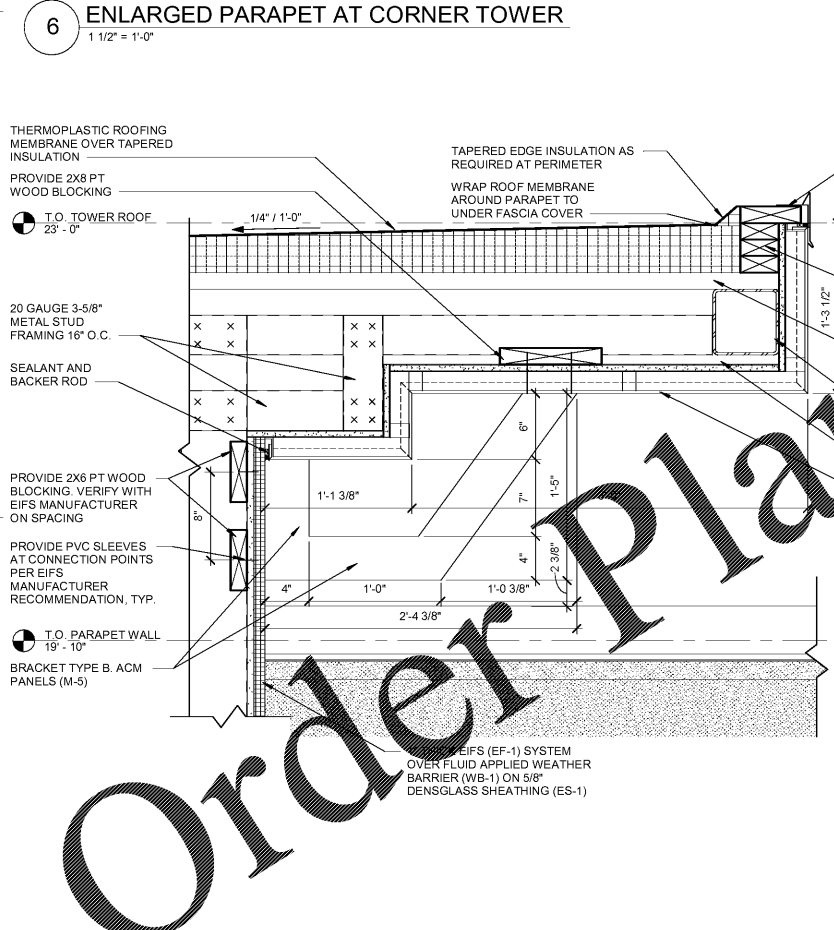 6 ENLARGED PARAPET AT CORNER TOWER
1 1/2" = 1'-0"
THERMOPLASTIC ROOFING
MEMBRANE OVER TAPERED
INSULATION
PROVIDE 2X8 PT
WOOD BLOCKING
T.O. TOWER ROOF
23' - 0"
1/4" / 1'-0"
TAPERED EDGE INSULATION AS
REQUIRED AT PERIMETER
WRAP ROOF MEMBRANE
AROUND PARAPET TO
UNDER FASCIA COVER
1'-3 1/2"
20 GAUGE 3-5/8"
METAL STUD
FRAMING 16" O.C.
SEALANT AND
BACKER ROD
PROVIDE 2X6 PT WOOD
BLOCKING. VERIFY WITH
EIFS MANUFACTURER
ON SPACING
PROVIDE PVC SLEEVES
AT CONNECTION POINTS
PER EIFS
MANUFACTURER
RECOMMENDATION, TYP.
T.O. PARAPET WALL
19' - 10"
BRACKET TYPE B. ACM
PANELS (M-5)
8"
1'-1 3/8"
6"
7"
1'-5"
4"
2 3/8"
4"
1'-0"
1'-0 3/8"
2'-4 3/8"
THICK EIFS (EF-1) SYSTEM
OVER FLUID APPLIED WEATHER
BARRIER (WB-1) ON 5/8"
DENSGLASS SHEATHING (ES-1)
Order Pla